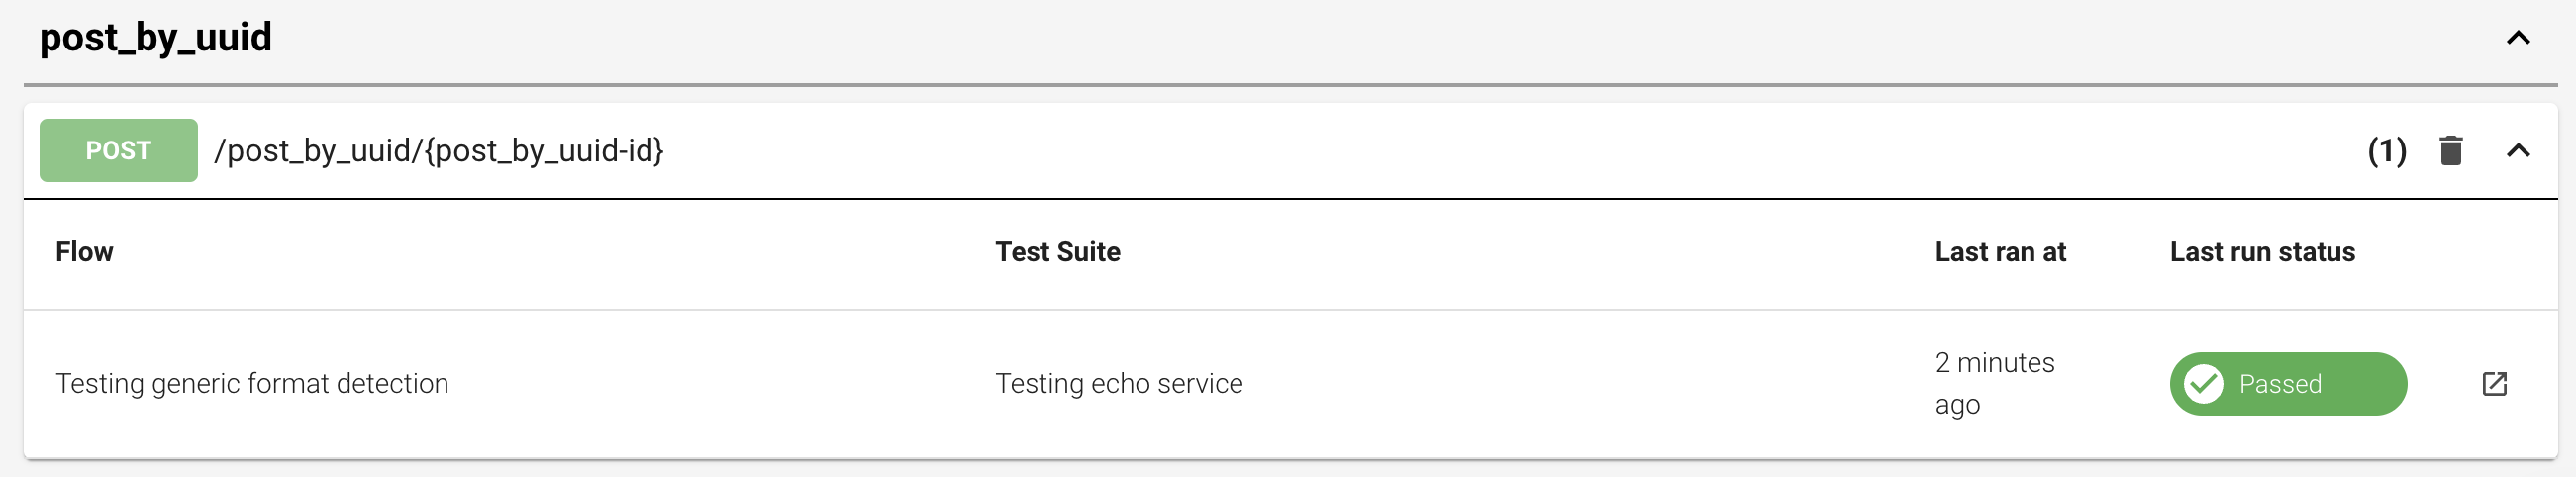 post_by_uuid
POST /post_by_uuid/{post_by_uuid-id} (1)
Flow Test Suite Last ran at Last run status
Testing generic format detection Testing echo service 2 minutes ago Passed